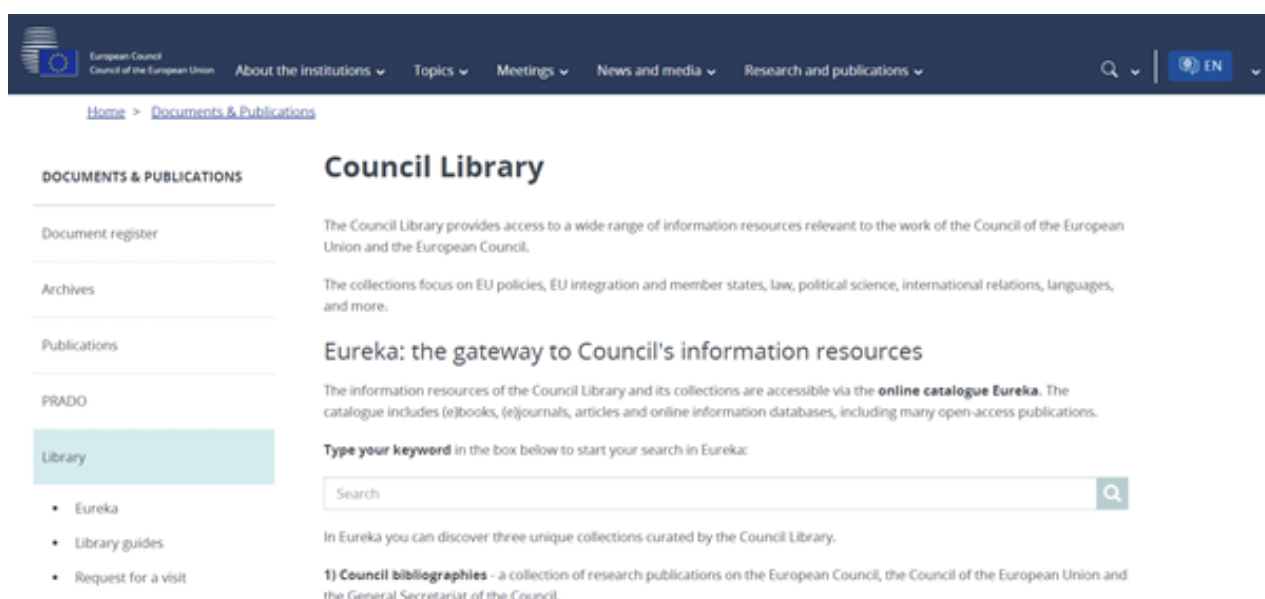 European Council
Council of the European Union
About the institutions
Topics
Meetings
News and media
Research and publications
EN
Home > Documents & Publications
DOCUMENTS & PUBLICATIONS
Document register
Archives
Publications
PRADO
Library
• Eureka
• Library guides
• Request for a visit
Council Library
The Council Library provides access to a wide range of information resources relevant to the work of the Council of the European
Union and the European Council.
The collections focus on EU policies, EU integration and member states, law, political science, international relations, languages,
and more.
Eureka: the gateway to Council's information resources
The information resources of the Council Library and its collections are accessible via the online catalogue Eureka. The
catalogue includes (e)books, (e)journals, articles and online information databases, including many open-access publications.
Type your keyword in the box below to start your search in Eureka:
Search
In Eureka you can discover three unique collections curated by the Council Library.
1) Council bibliographies - a collection of research publications on the European Council, the Council of the European Union and
the General Secretariat of the Council.